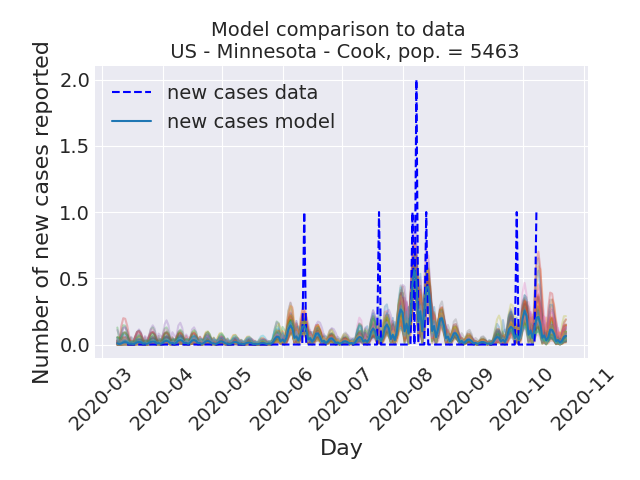 Model comparison to data
US - Minnesota - Cook, pop. = 5463
Number of new cases reported
2.0
1.5
1.0
0.5
0.0
new cases data
new cases model
2020-03
2020-04
2020-05
2020-06
2020-07
2020-08
2020-09
2020-10
2020-11
Day